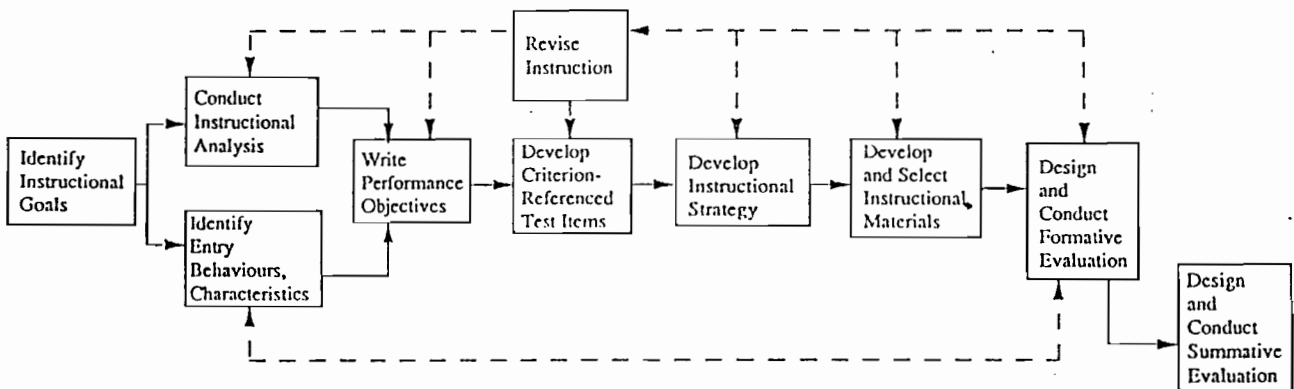 Revise
Instruction
Conduct
Instructional
Analysis
Identify
Instructional
Goals
Identify
Entry
Behaviours,
Characteristics
Write
Performance
Objectives
Develop
Criterion-
Referenced
Test Items
Develop
Instructional
Strategy
Develop
and Select
Instructional
Materials
Design
and
Conduct
Formative
Evaluation
Design
and
Conduct
Summative
Evaluation